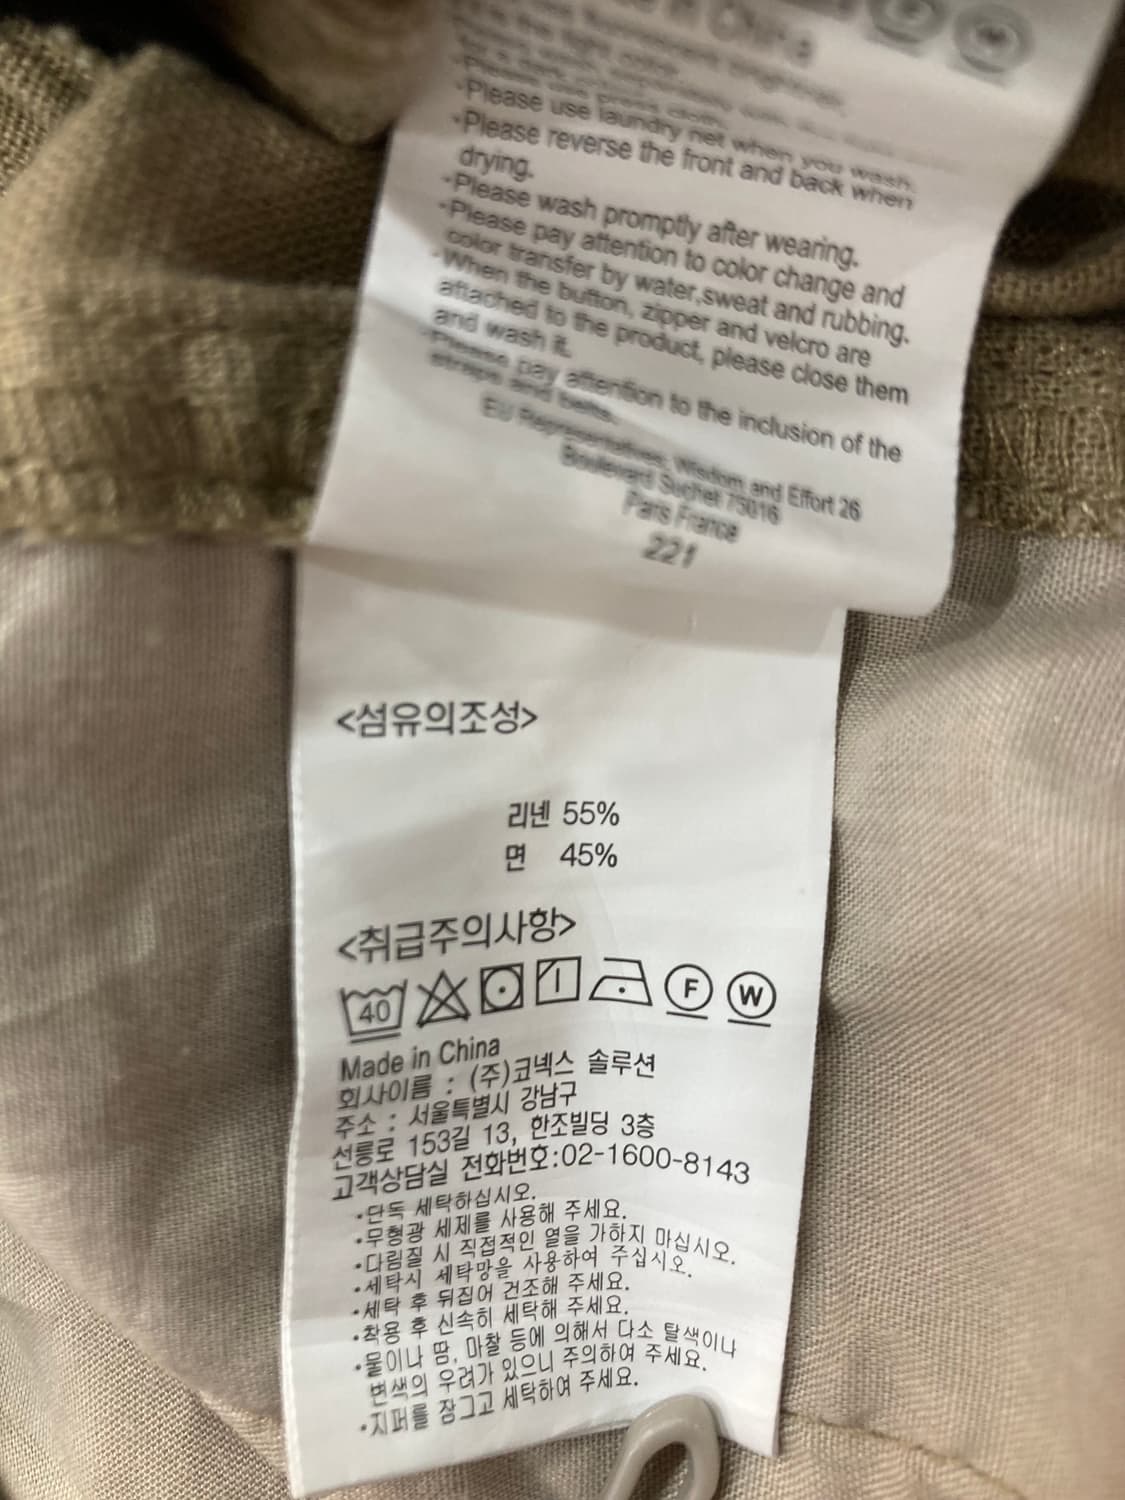 in China
Please use laundry net when you wash.
·Please reverse the front and back when
drying.
·Please wash promptly after wearing.
·Please pay attention to color change and
color transfer by water,sweat and rubbing.
·When the button, zipper and velcro are
attached to the product, please close them
and wash it.
·Please pay attention to the inclusion of the
straps and belts.
EU Representatives, Wisdom and Effort 26
Boulevard Suchet 75016
Paris France
221
<섬유의조성>
리넨 55%
면 45%
<취급주의사항>
40 F W
Made in China
회사이름 : (주)코넥스 솔루션
주소 : 서울특별시 강남구
선릉로 153길 13, 한조빌딩 3층
고객상담실 전화번호:02-1600-8143
·단독 세탁하십시오.
·무형광 세제를 사용해 주세요.
·다림질 시 직접적인 열을 가하지 마십시오.
·세탁시 세탁망을 사용하여 주십시오.
·세탁 후 뒤집어 건조해 주세요.
·착용 후 신속히 세탁해 주세요.
·물이나 땀, 마찰 등에 의해서 다소 탈색이나
변색의 우려가 있으니 주의하여 주세요.
·지퍼를 잠그고 세탁하여 주세요.